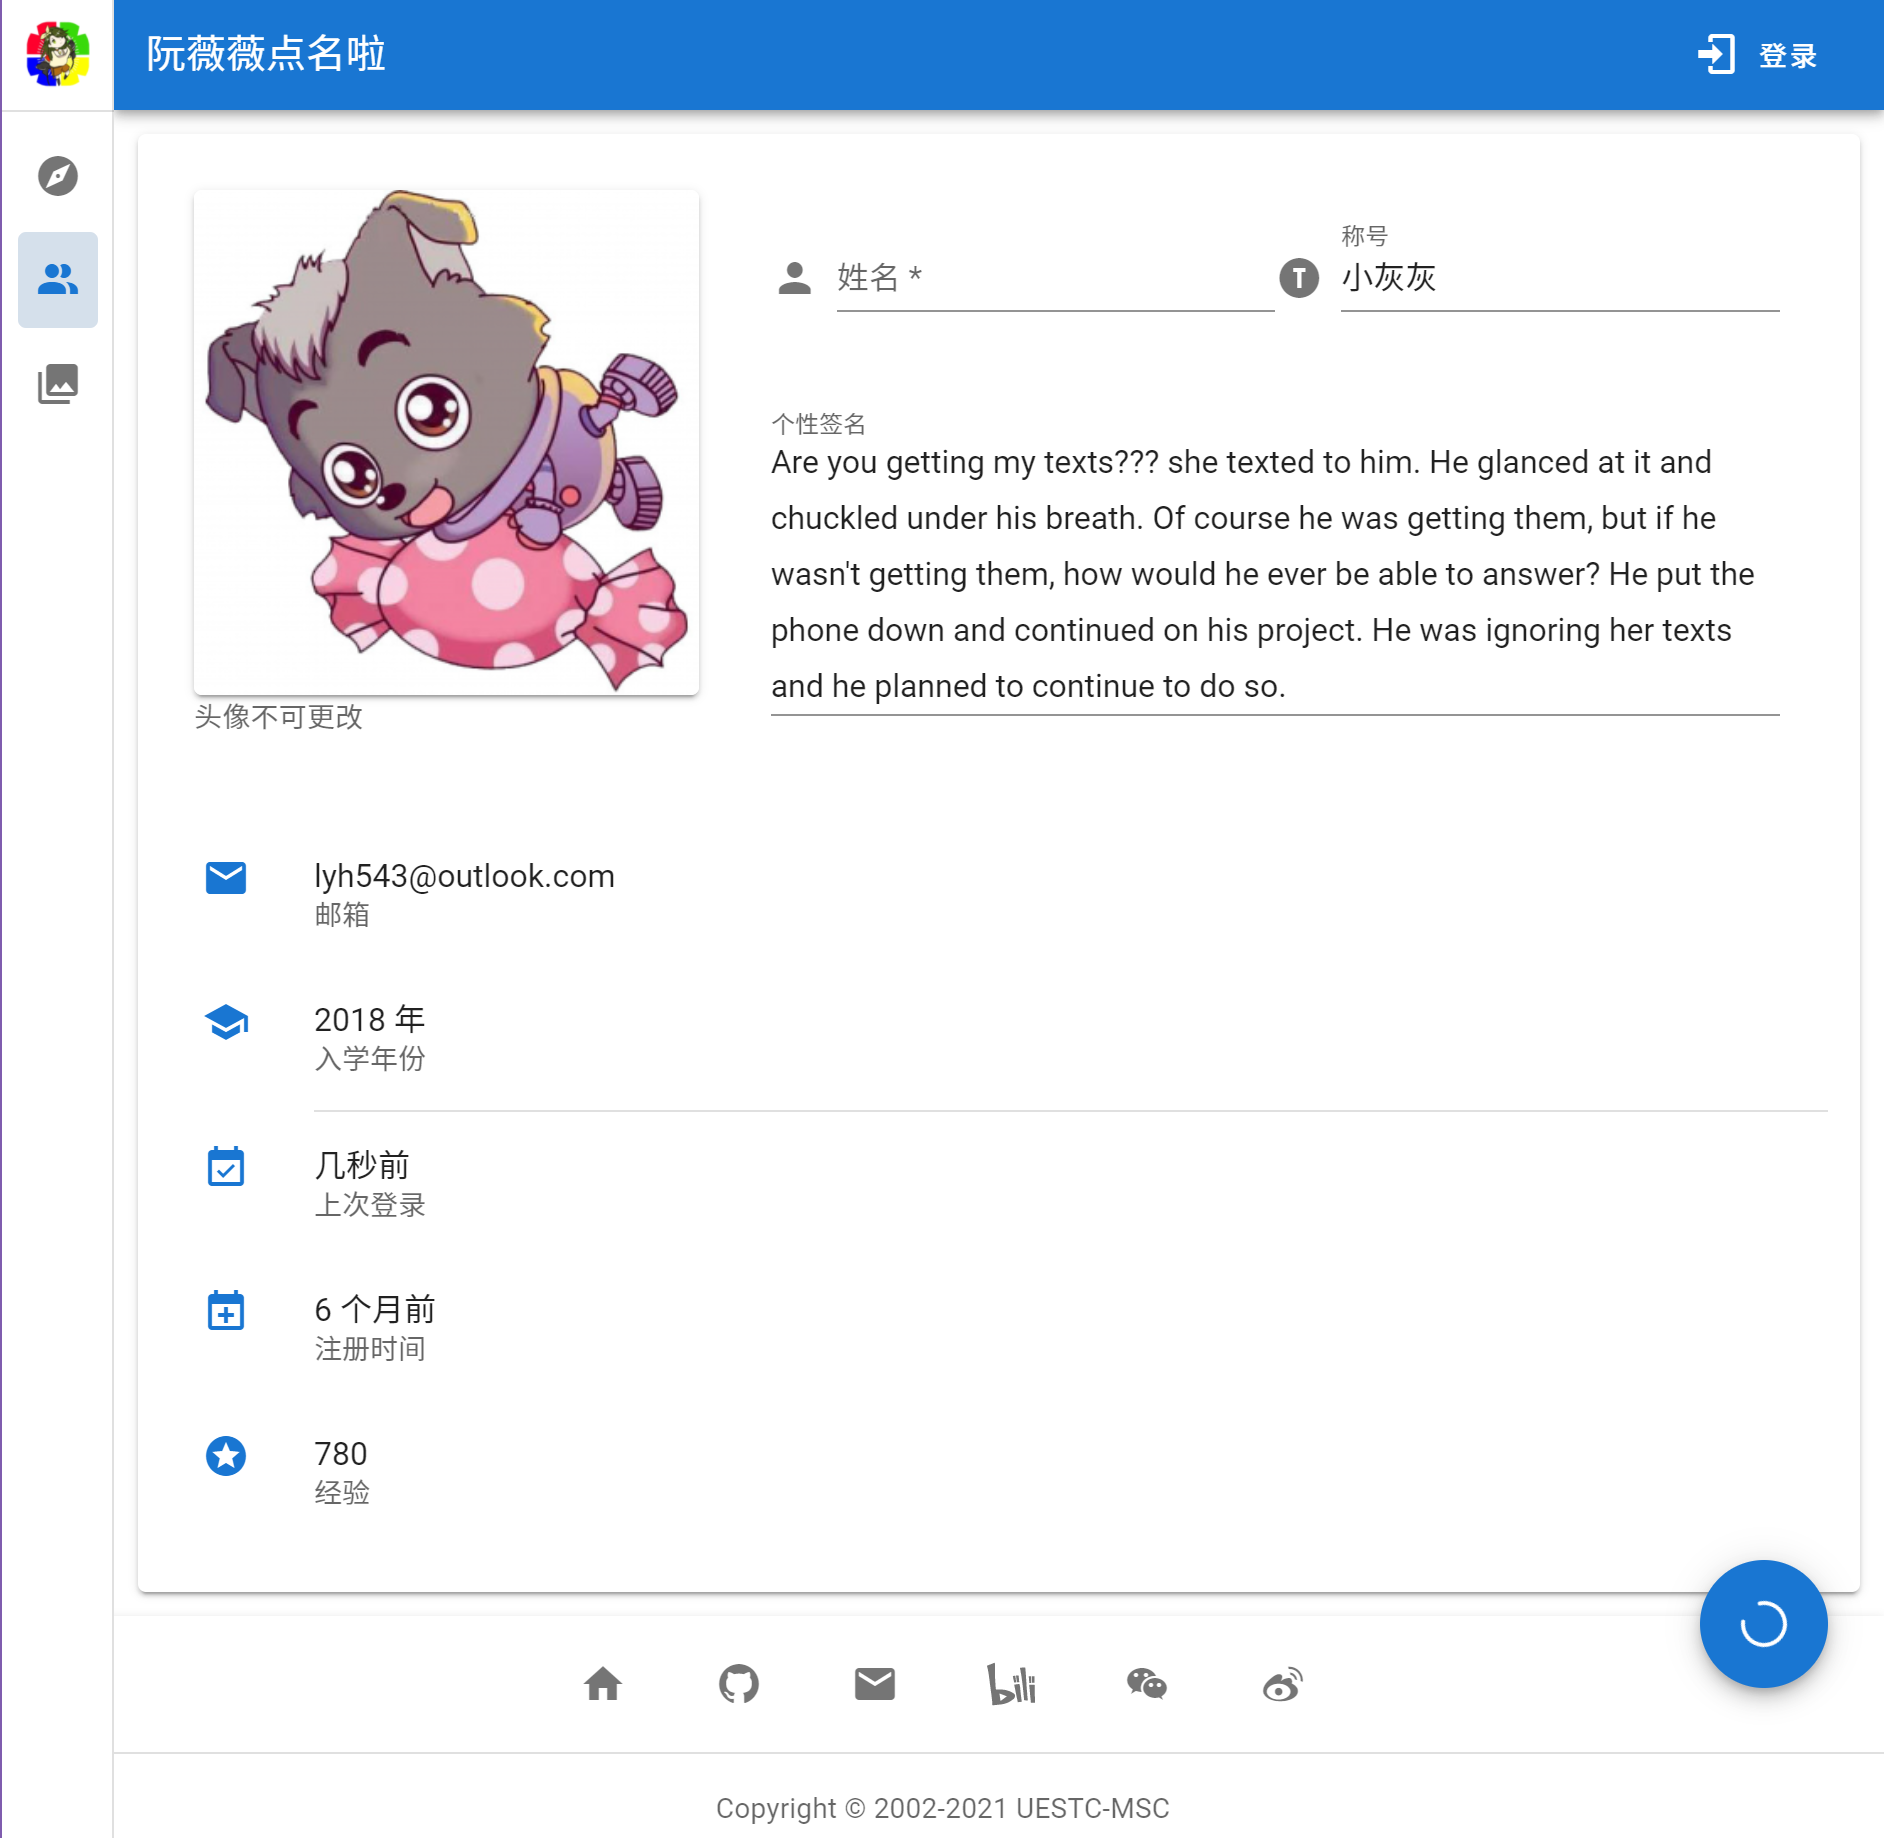 阮薇薇点名啦
登录
姓名 *
称号
T
小灰灰
个性签名
Are you getting my texts??? she texted to him. He glanced at it and
chuckled under his breath. Of course he was getting them, but if he
wasn't getting them, how would he ever be able to answer? He put the
phone down and continued on his project. He was ignoring her texts
and he planned to continue to do so.
头像不可更改
lyh543@outlook.com
邮箱
2018 年
入学年份
几秒前
上次登录
6 个月前
注册时间
780
经验
bili
Copyright © 2002-2021 UESTC-MSC